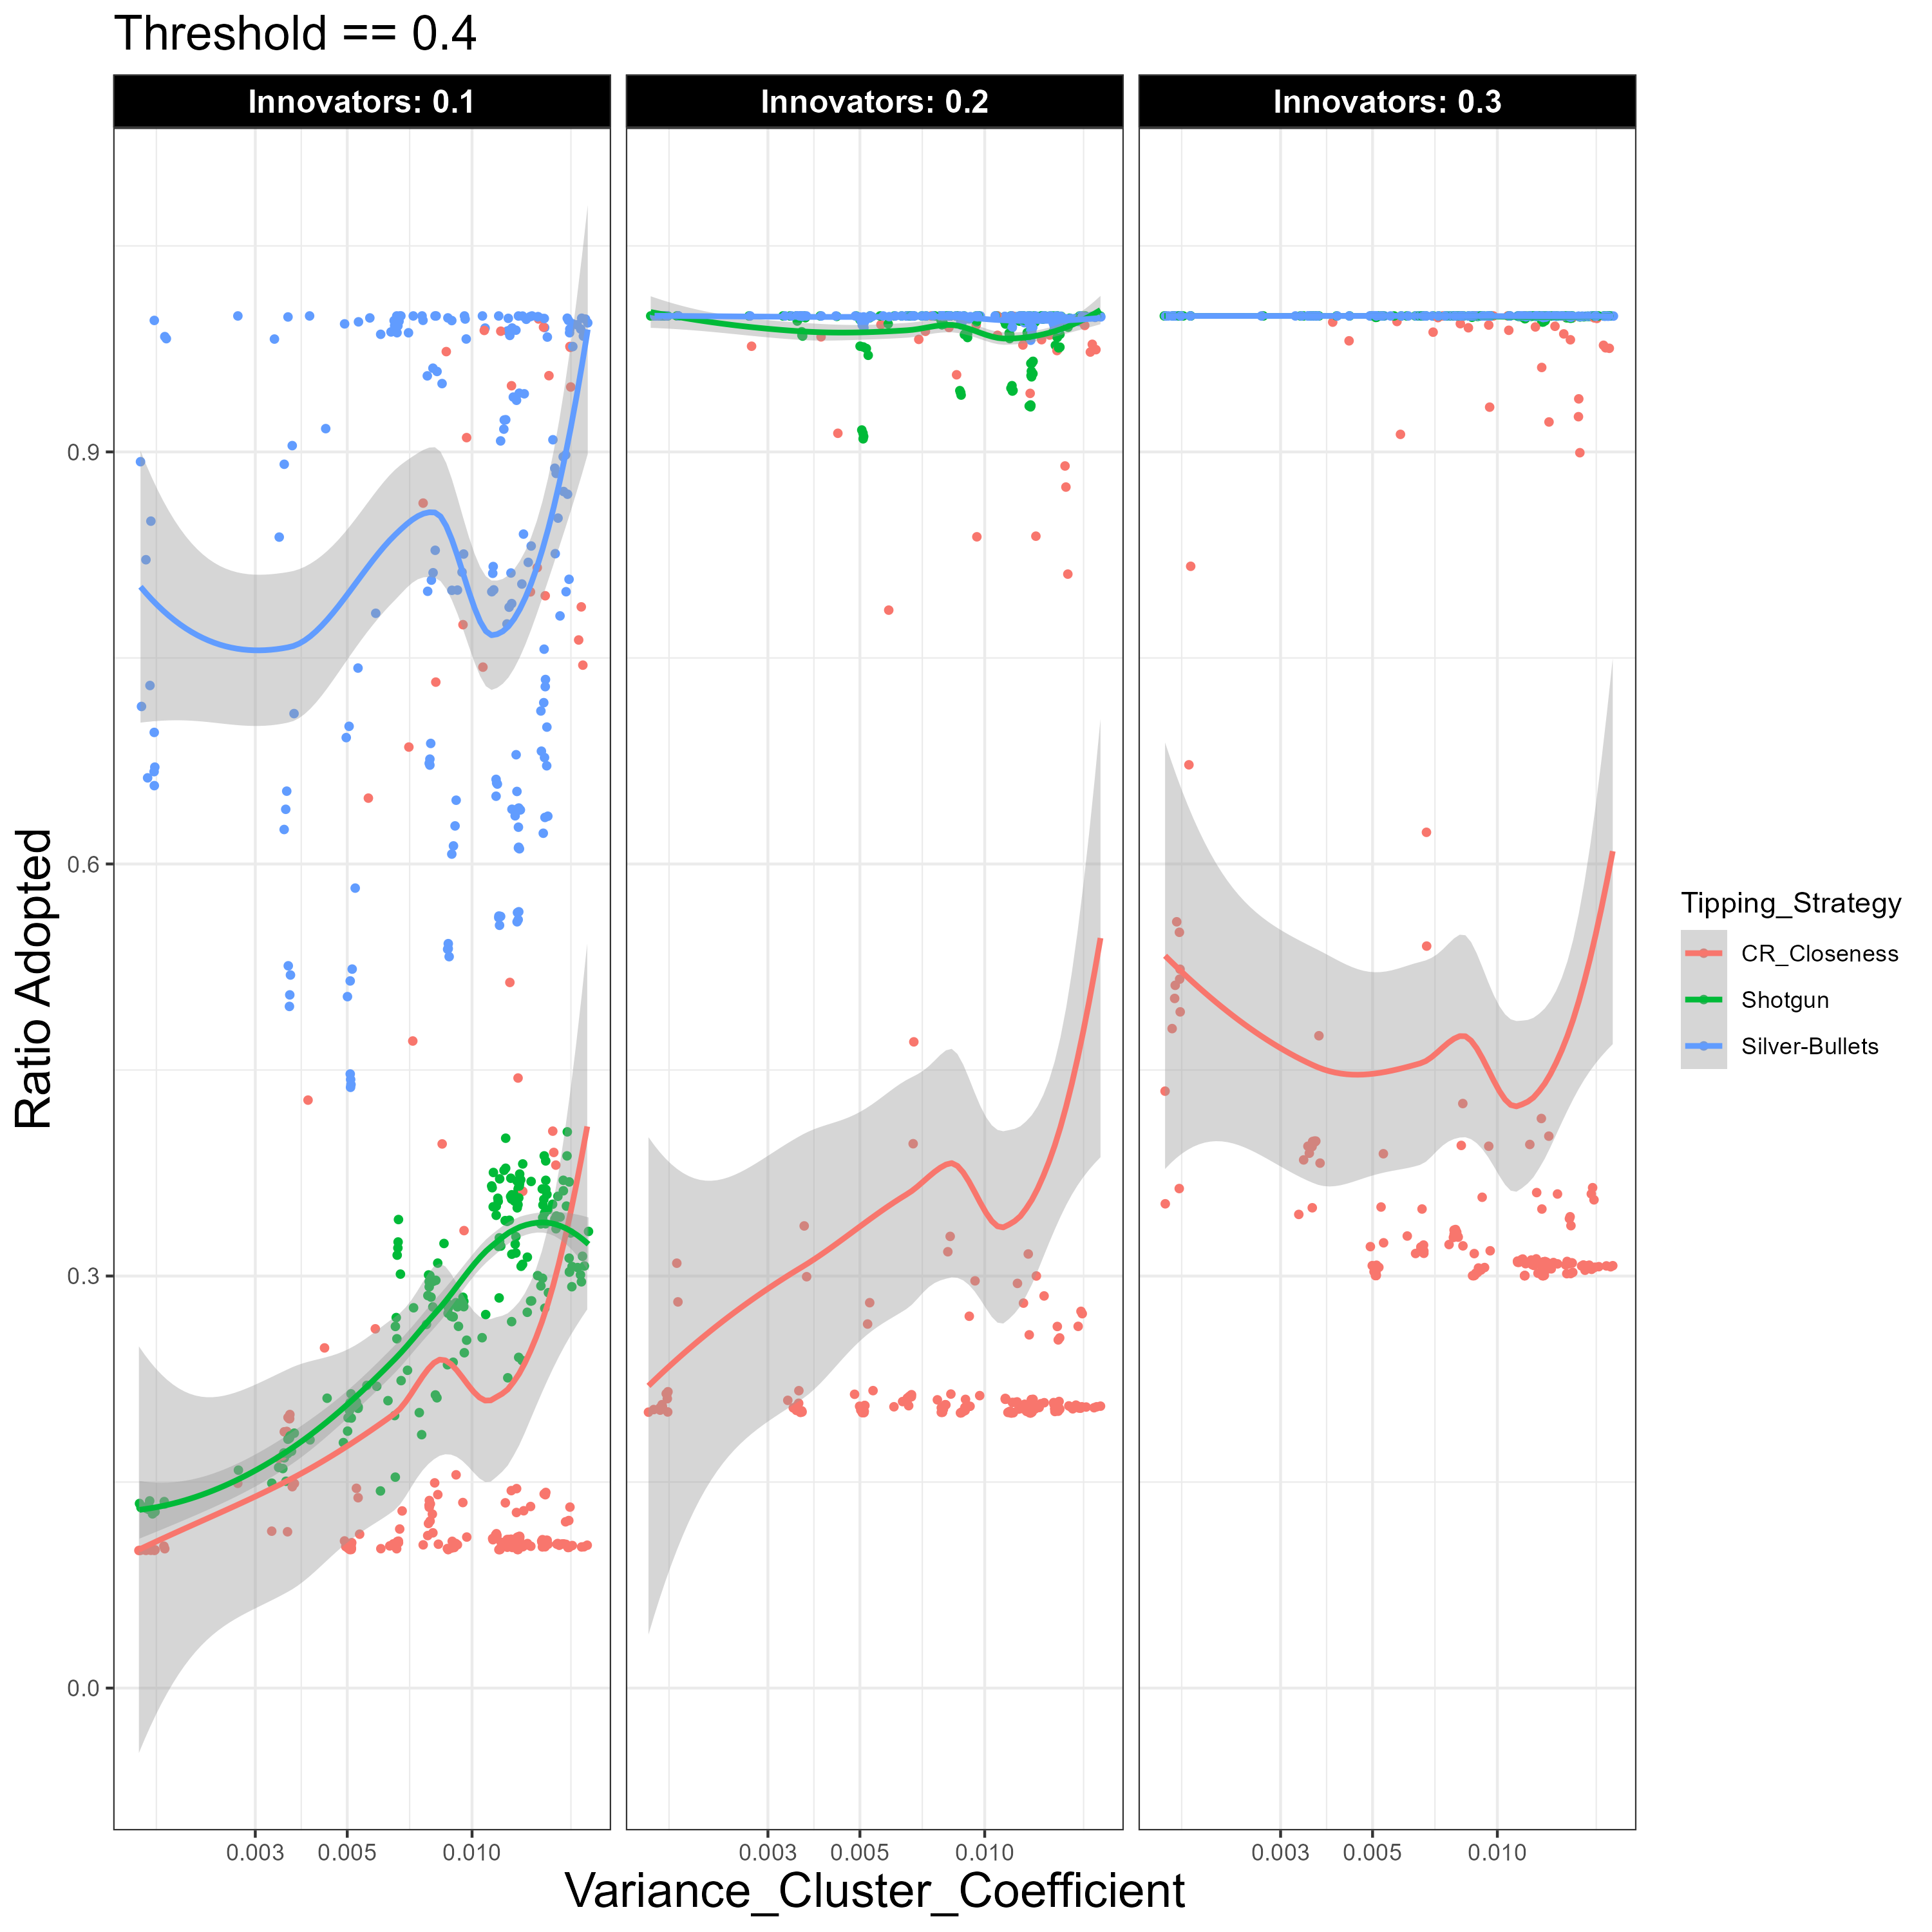 Threshold == 0.4
Innovators: 0.1
Innovators: 0.2
Innovators: 0.3
Ratio Adopted
0.9
0.6
0.3
0.0
0.003 0.005 0.010
0.003 0.005 0.010
0.003 0.005 0.010
Variance_Cluster_Coefficient
Tipping_Strategy
CR_Closeness
Shotgun
Silver-Bullets